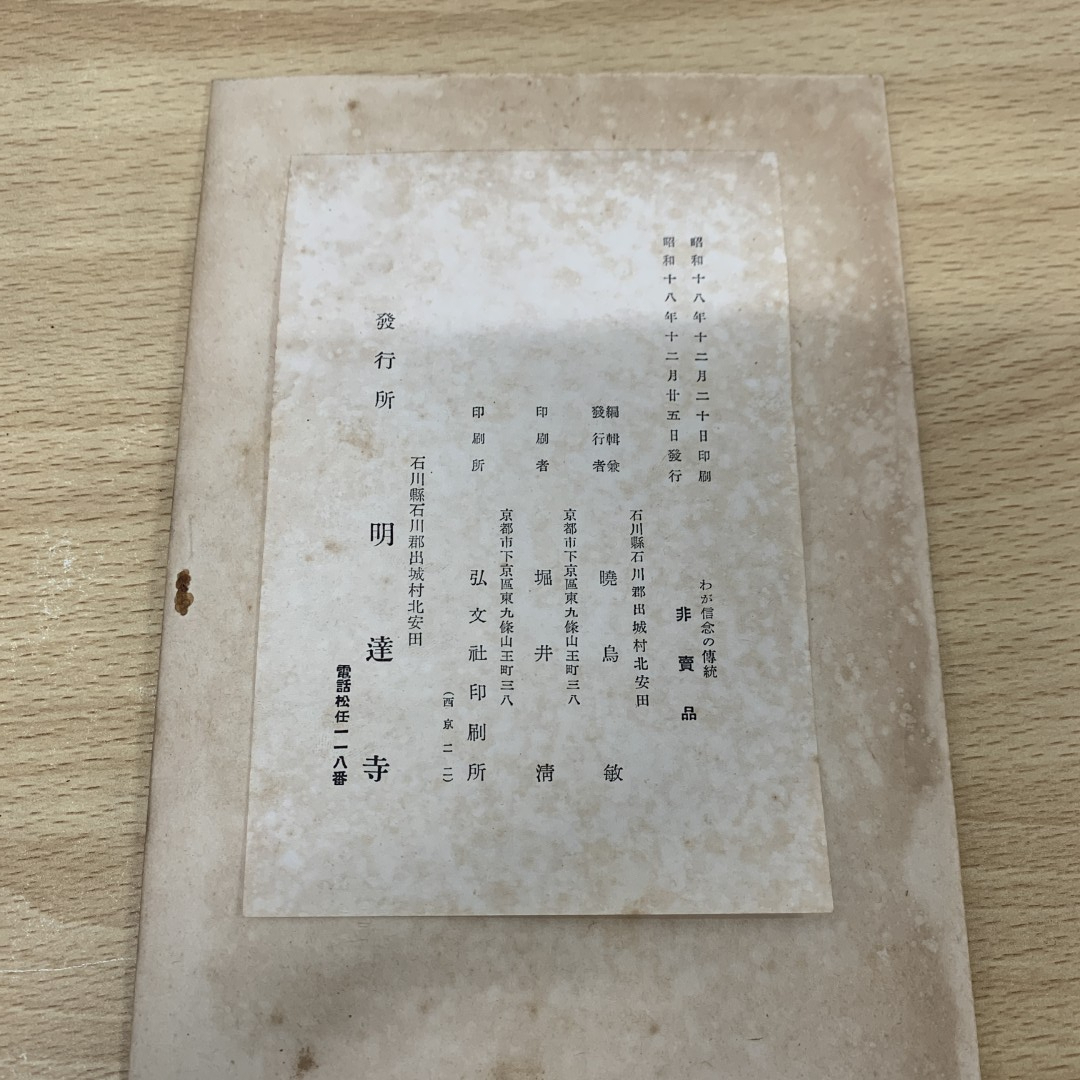 昭和十八年十二月二十日印刷
わが信念の傳統
昭和十八年十二月廿五日發行
非賣品
石川縣石川郡出城村北安田
編輯兼
發行者
曉烏敏
京都市下京區東九條山王町三八
印刷者
堀井清
京都市下京區東九條山王町三八
印刷所
弘文社印刷所
(西京二二)
石川縣石川郡出城村北安田
發行所
明達寺
電話松任一一八番